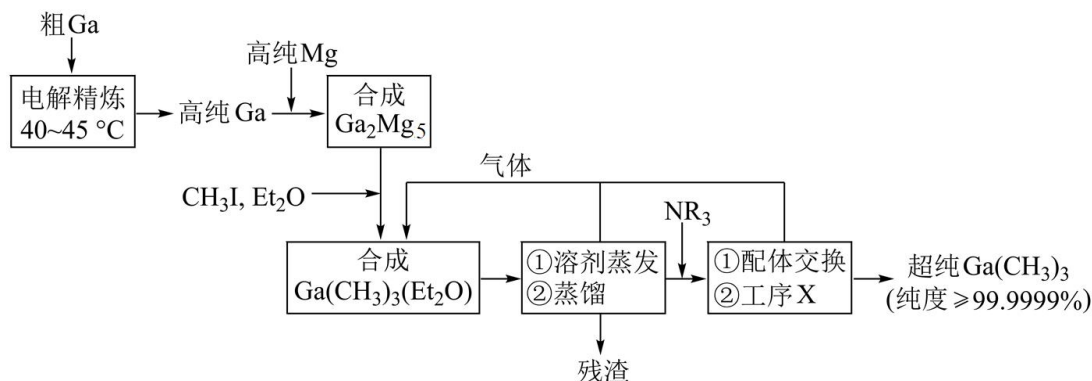 粗Ga
电解精炼
40~45 °C
高纯Ga
高纯Mg
合成
Ga₂Mg₅
CH₃I, Et₂O
气体
合成
Ga(CH₃)₃(Et₂O)
①溶剂蒸发
②蒸馏
残渣
NR₃
①配体交换
②工序X
超纯Ga(CH₃)₃
(纯度≥99.9999%)